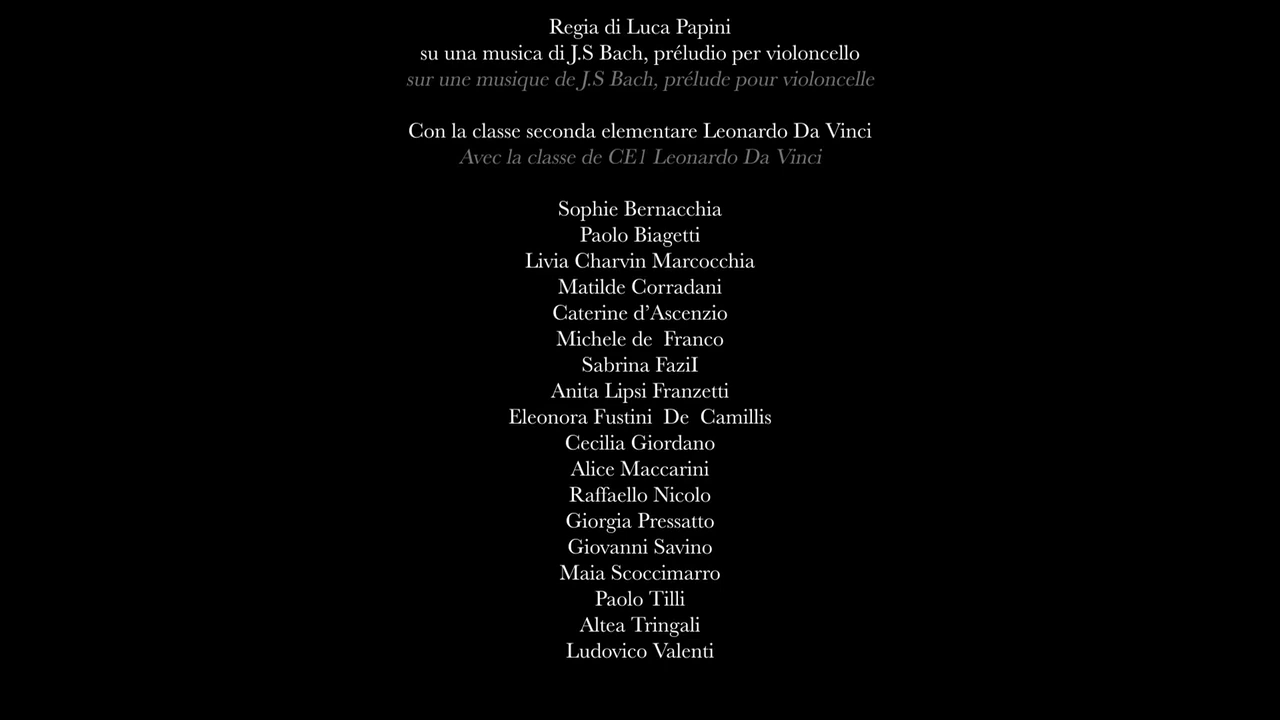 Regia di Luca Papini
su una musica di J.S Bach, préludio per violoncello
sur une musique de J.S Bach, prélude pour violoncelle
Con la classe seconda elementare Leonardo Da Vinci
Avec la classe de CE1 Leonardo Da Vinci
Sophie Bernacchia
Paolo Biagetti
Livia Charvin Marcocchia
Matilde Corradani
Caterine d’Ascenzio
Michele de  Franco
Sabrina FaziI
Anita Lipsi Franzetti
Eleonora Fustini  De  Camillis
Cecilia Giordano
Alice Maccarini
Raffaello Nicolo
Giorgia Pressatto
Giovanni Savino
Maia Scoccimarro
Paolo Tilli
Altea Tringali
Ludovico Valenti